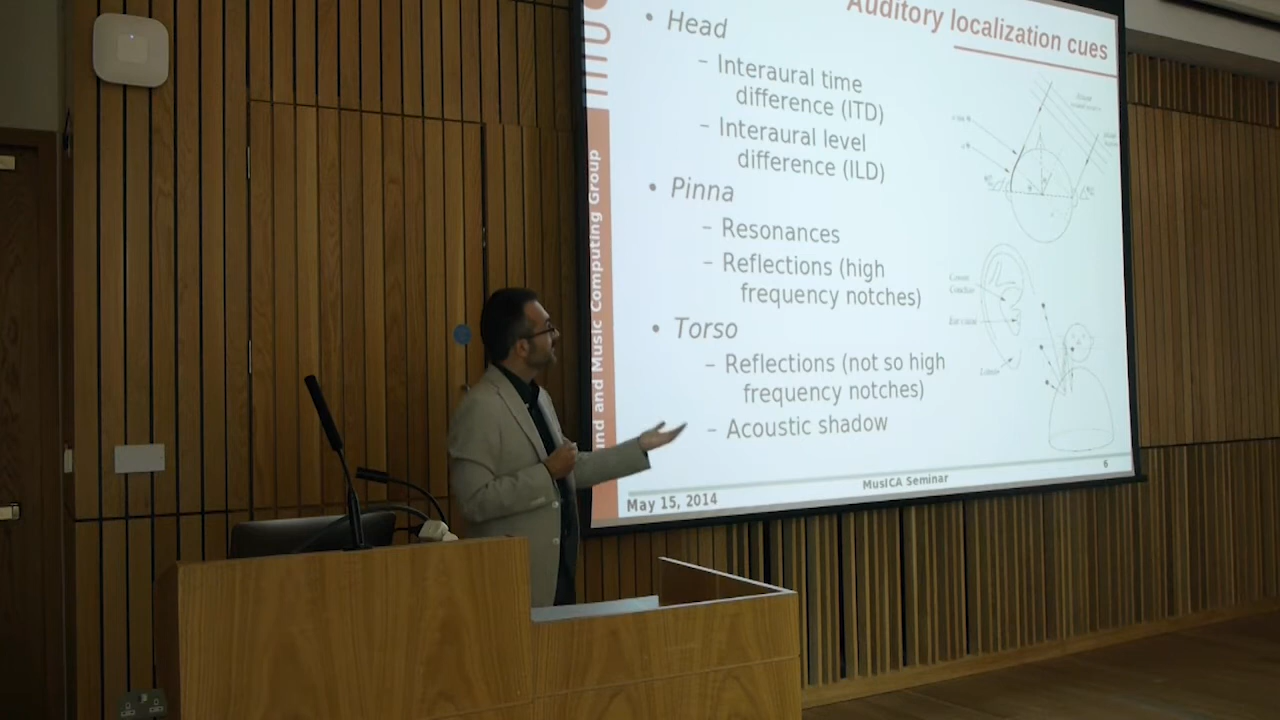 Auditory localization cues
• Head
– Interaural time
difference (ITD)
– Interaural level
difference (ILD)
• Pinna
– Resonances
– Reflections (high
frequency notches)
• Torso
– Reflections (not so high
frequency notches)
– Acoustic shadow
und and Music Computing Group
May 15, 2014
MusICA Seminar
6